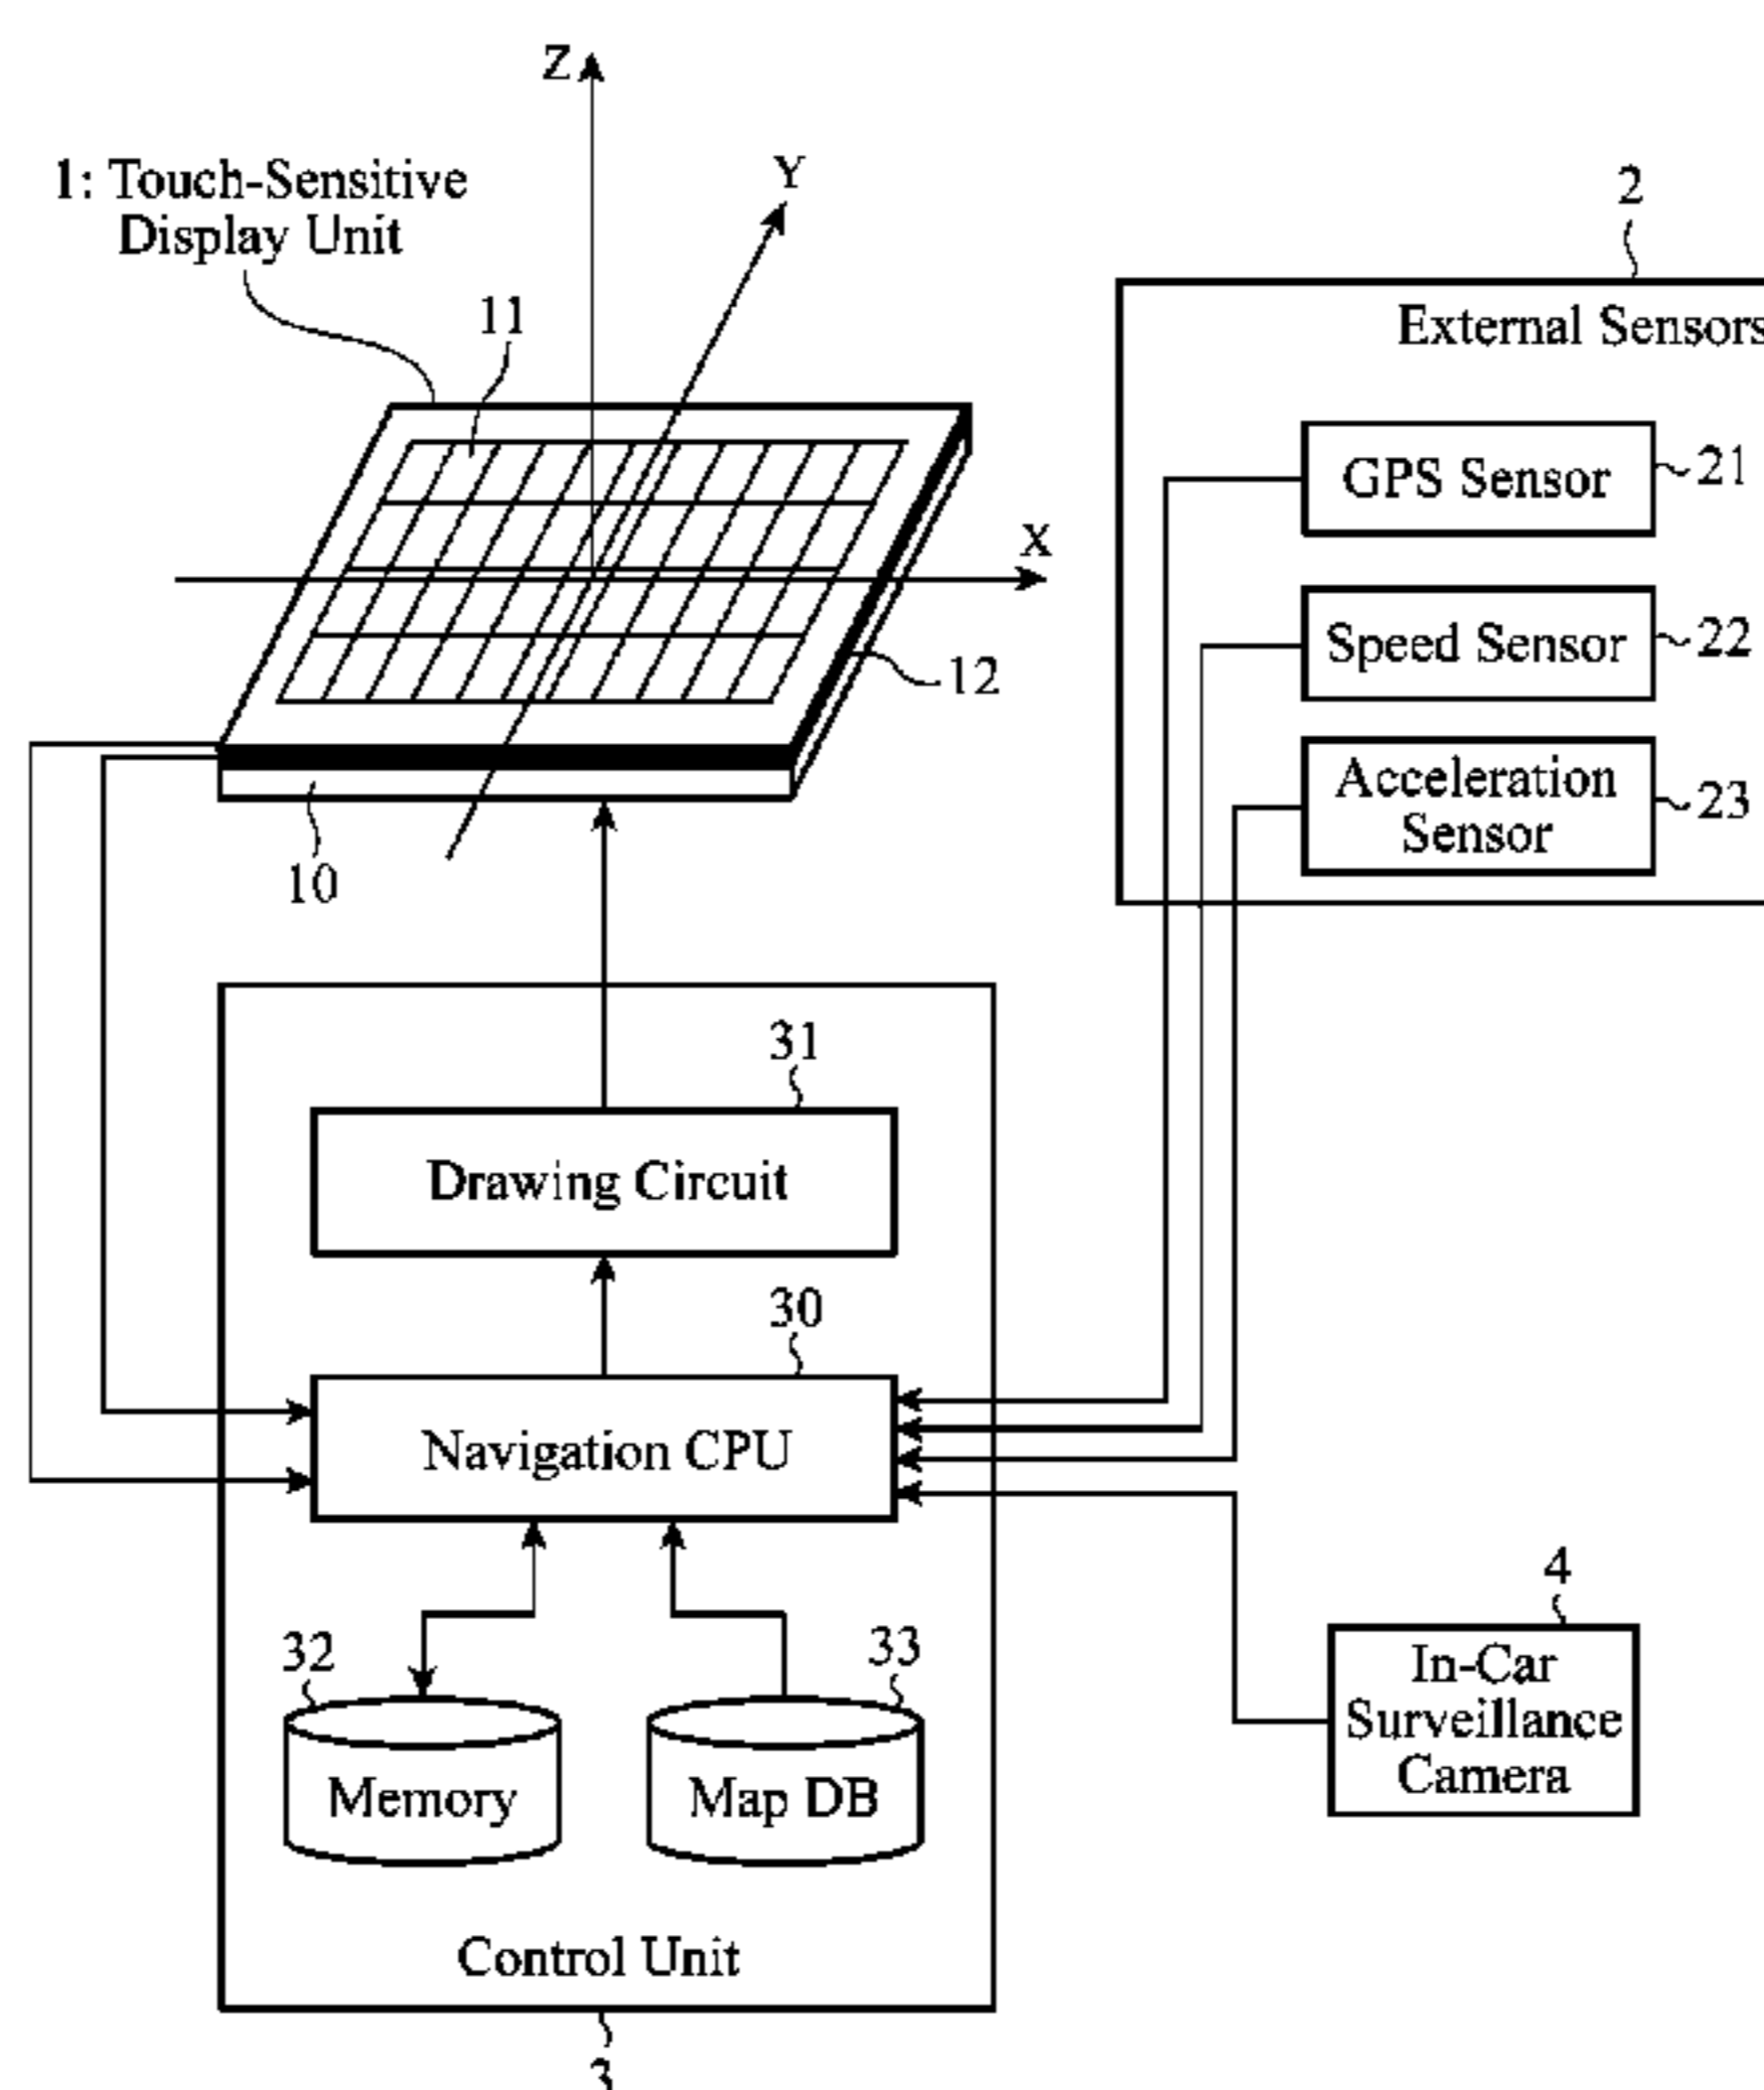 Z
Y
1: Touch-Sensitive
Display Unit
2
11
External Sensors
GPS Sensor
21
X
Speed Sensor
22
12
Acceleration
Sensor
23
10
31
Drawing Circuit
30
Navigation CPU
4
32
33
In-Car
Surveillance
Camera
Memory
Map DB
Control Unit
3